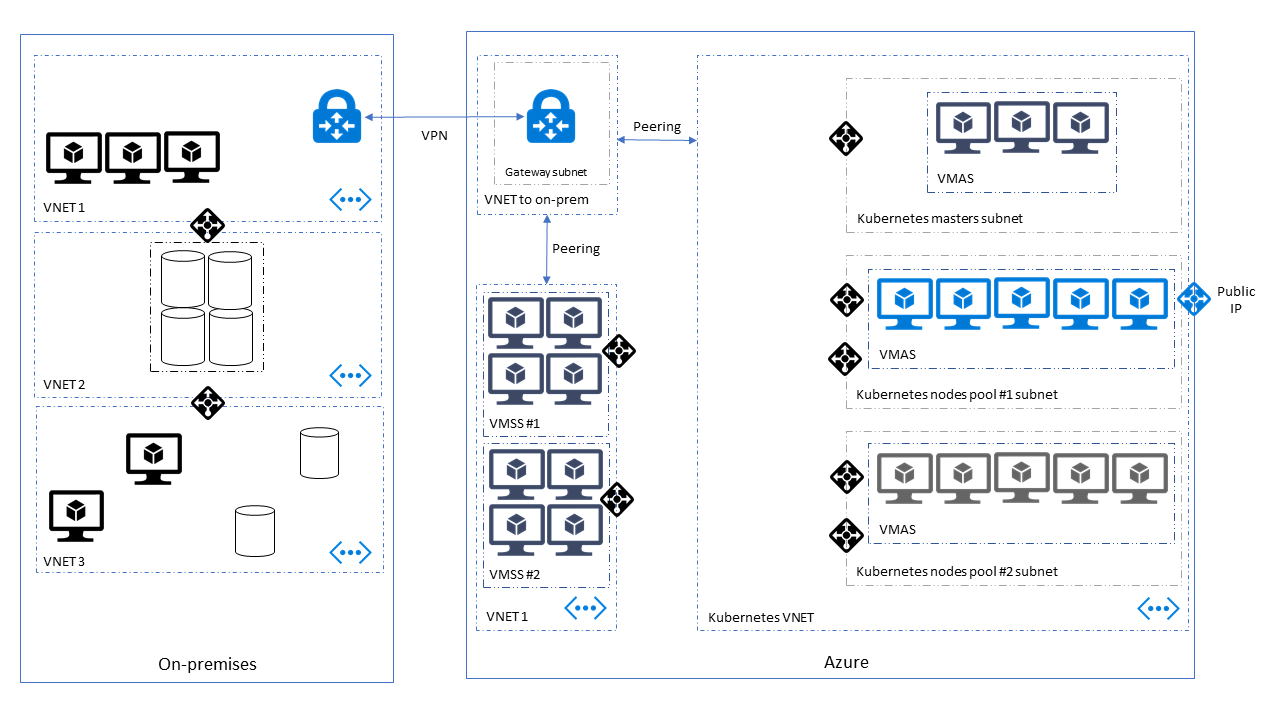 VNET 1
VNET 2
VNET 3
On-premises
VPN
Gateway subnet
VNET to on-prem
Peering
Peering
VMSS #1
VMSS #2
VNET 1
VMAS
Kubernetes masters subnet
VMAS
Kubernetes nodes pool #1 subnet
Public
IP
VMAS
Kubernetes nodes pool #2 subnet
Kubernetes VNET
Azure